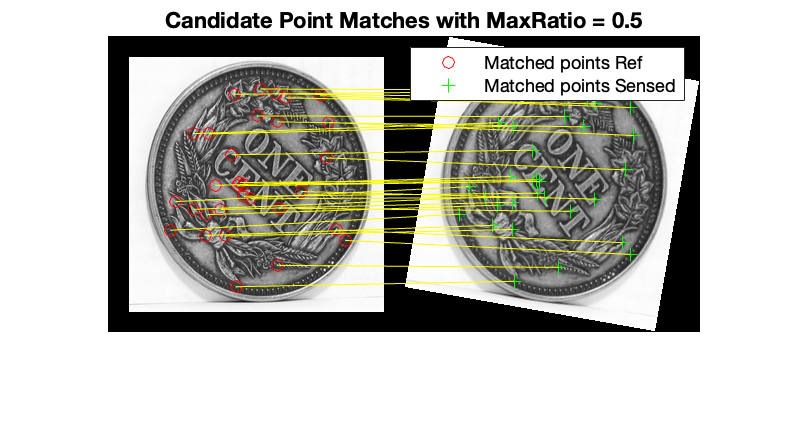 Candidate Point Matches with MaxRatio = 0.5
Matched points Ref
Matched points Sensed
ONE
CENT
ONE
CENT